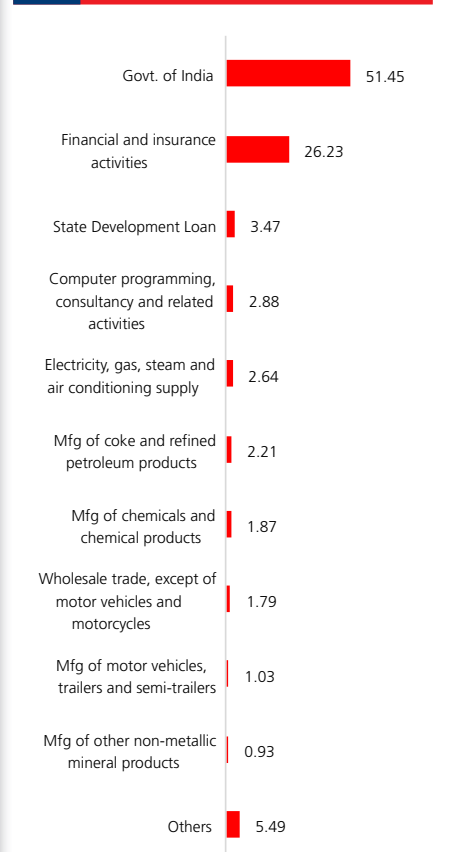 Govt. of India
51.45
Financial and insurance
activities
26.23
State Development Loan
3.47
Computer programming,
consultancy and related
activities
2.88
Electricity, gas, steam and
air conditioning supply
2.64
Mfg of coke and refined
petroleum products
2.21
Mfg of chemicals and
chemical products
1.87
Wholesale trade, except of
motor vehicles and
motorcycles
1.79
Mfg of motor vehicles,
trailers and semi-trailers
1.03
Mfg of other non-metallic
mineral products
0.93
Others
5.49